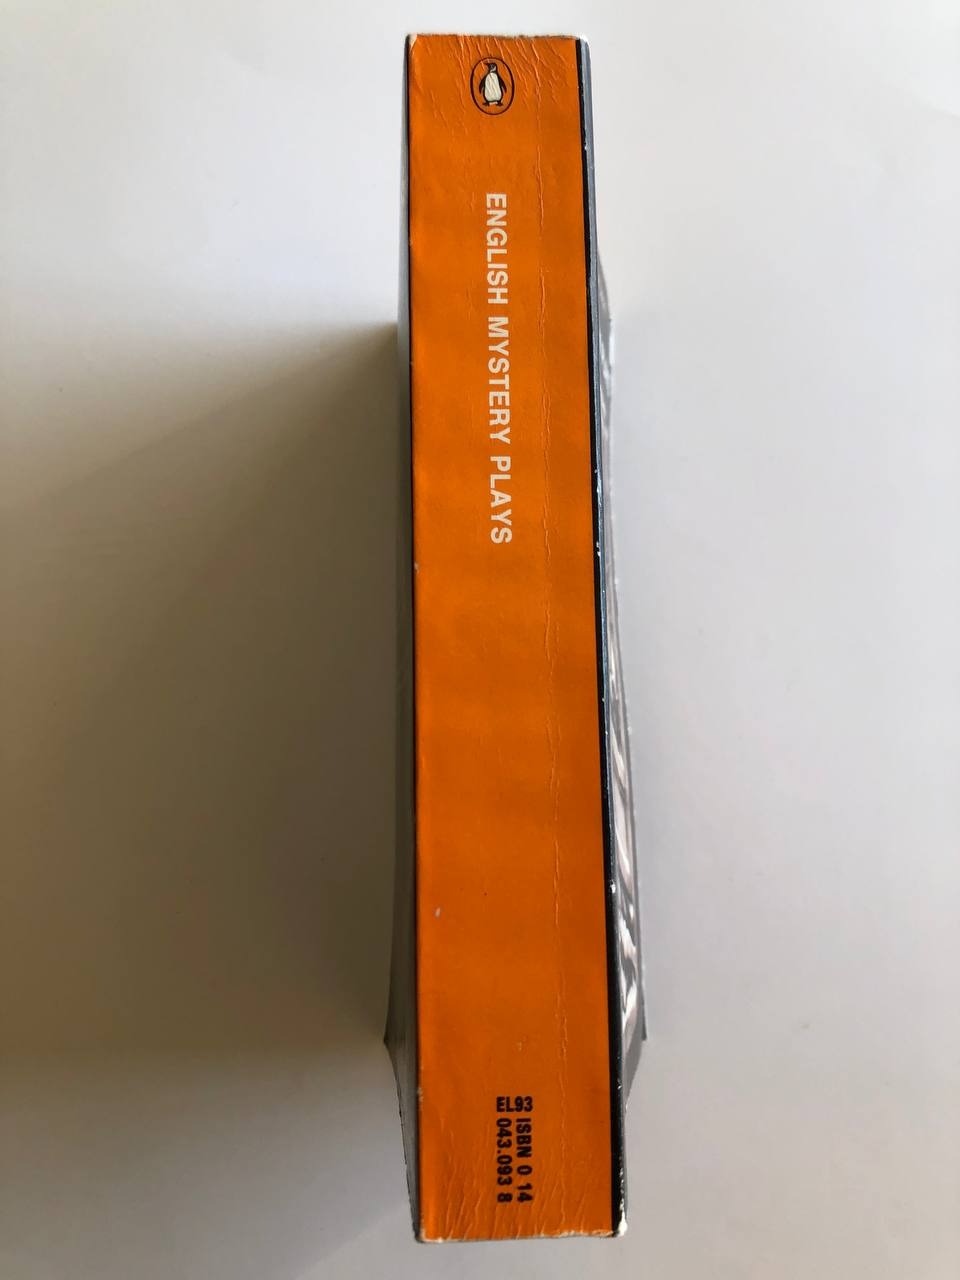 ENGLISH MYSTERY PLAYS
EL93
ISBN 0 14
043.093 8